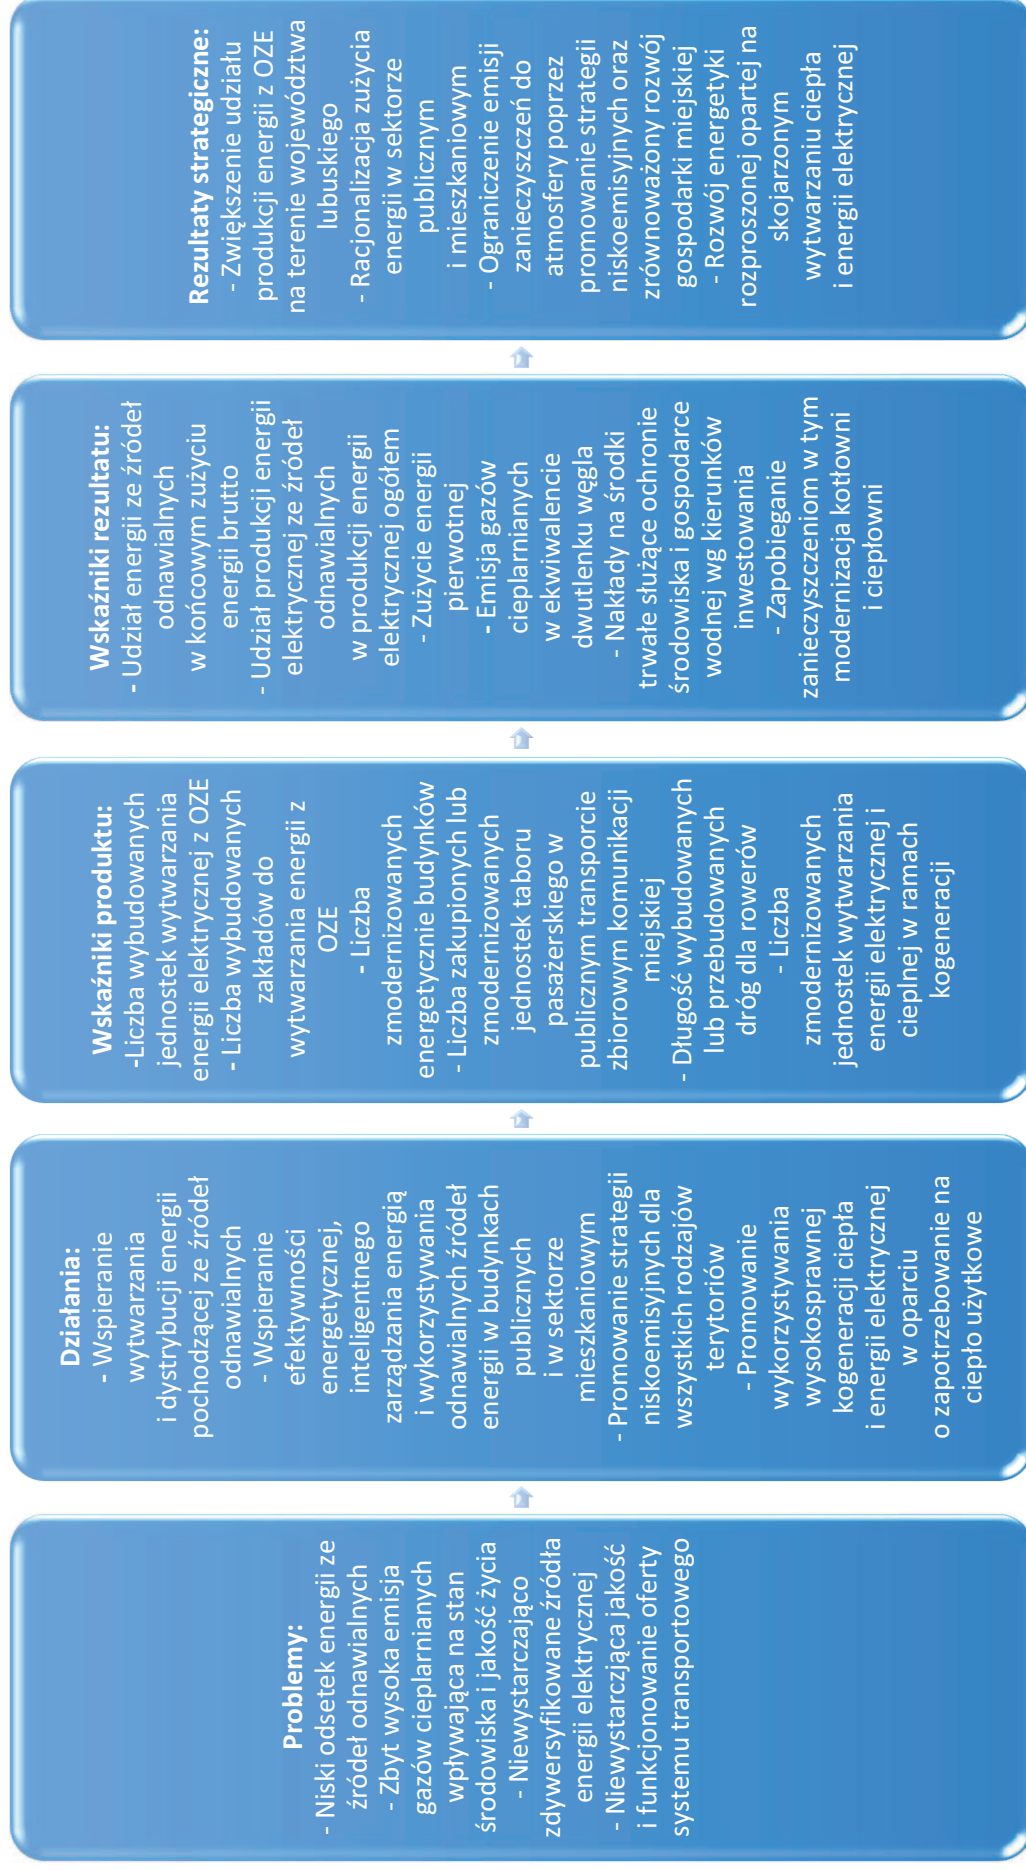 Problemy:
- Niski odsetek energii ze
źródeł odnawialnych
- Zbyt wysoka emisja
gazów cieplarnianych
wpływająca na stan
środowiska i jakość życia
- Niewystarczająco
zdywersyfikowane źródła
energii elektrycznej
- Niewystarczjąca jakość
i funkcjonowanie oferty
systemu transportowego
Działania:
- Wspieranie
wytwarzania
i dystrybucji energii
pochodzącej ze źródeł
odnawialnych
- Wspieranie
efektywności
energetycznej,
inteligentnego
zarządzania energią
i wykorzystywania
odnawialnych źródeł
energii w budynkach
publicznych
i w sektorze
mieszkaniowym
- Promowanie strategii
niskoemisyjnych dla
wszystkich rodzajów
terytoriów
- Promowanie
wykorzystywania
wysokosprawnej
kogeneracji ciepła
i energii elektrycznej
w oparciu
o zapotrzebowanie na
ciepło użytkowe
Wskaźniki produktu:
-Liczba wybudowanych
jednostek wytwarzania
energii elektrycznej z OZE
- Liczba wybudowanych
zakładów do
wytwarzania energii z
OZE
- Liczba
zmodernizowanych
energetycznie budynków
- Liczba zakupionych lub
zmodernizowanych
jednostek taboru
pasażerskiego w
publicznym transporcie
zbiorowym komunikacji
miejskiej
- Długość wybudowanych
lub przebudowanych
dróg dla rowerów
- Liczba
zmodernizowanych
jednostek wytwarzania
energii elektrycznej i
cieplnej w ramach
kogeneracji
Wskaźniki rezultatu:
- Udział energii ze źródeł
odnawialnych
w końcowym zużyciu
energii brutto
- Udział produkcji energii
elektrycznej ze źródeł
odnawialnych
w produkcji energii
elektrycznej ogółem
- Zużycie energii
pierwotnej
- Emisja gazów
cieplarnianych
w ekwiwalencie
dwutlenku węgla
- Nakłady na środki
trwałe służące ochronie
środowiska i gospodarce
wodnej wg kierunków
inwestowania
- Zapobieganie
zanieczyszczeniom w tym
modernizacja kotłowni
i ciepłowni
Rezultaty strategiczne:
- Zwiększenie udziału
produkcji energii z OZE
na terenie województwa
lubuskiego
- Racjonalizacja zużycia
energii w sektorze
publicznym
i mieszkaniowym
- Ograniczenie emisji
zanieczyszczeń do
atmosfery poprzez
promowanie strategii
niskoemisyjnych oraz
zrównoważony rozwój
gospodarki miejskiej
- Rozwój energetyki
rozproszonej opartej na
skojarzonym
wytwarzaniu ciepła
i energii elektrycznej